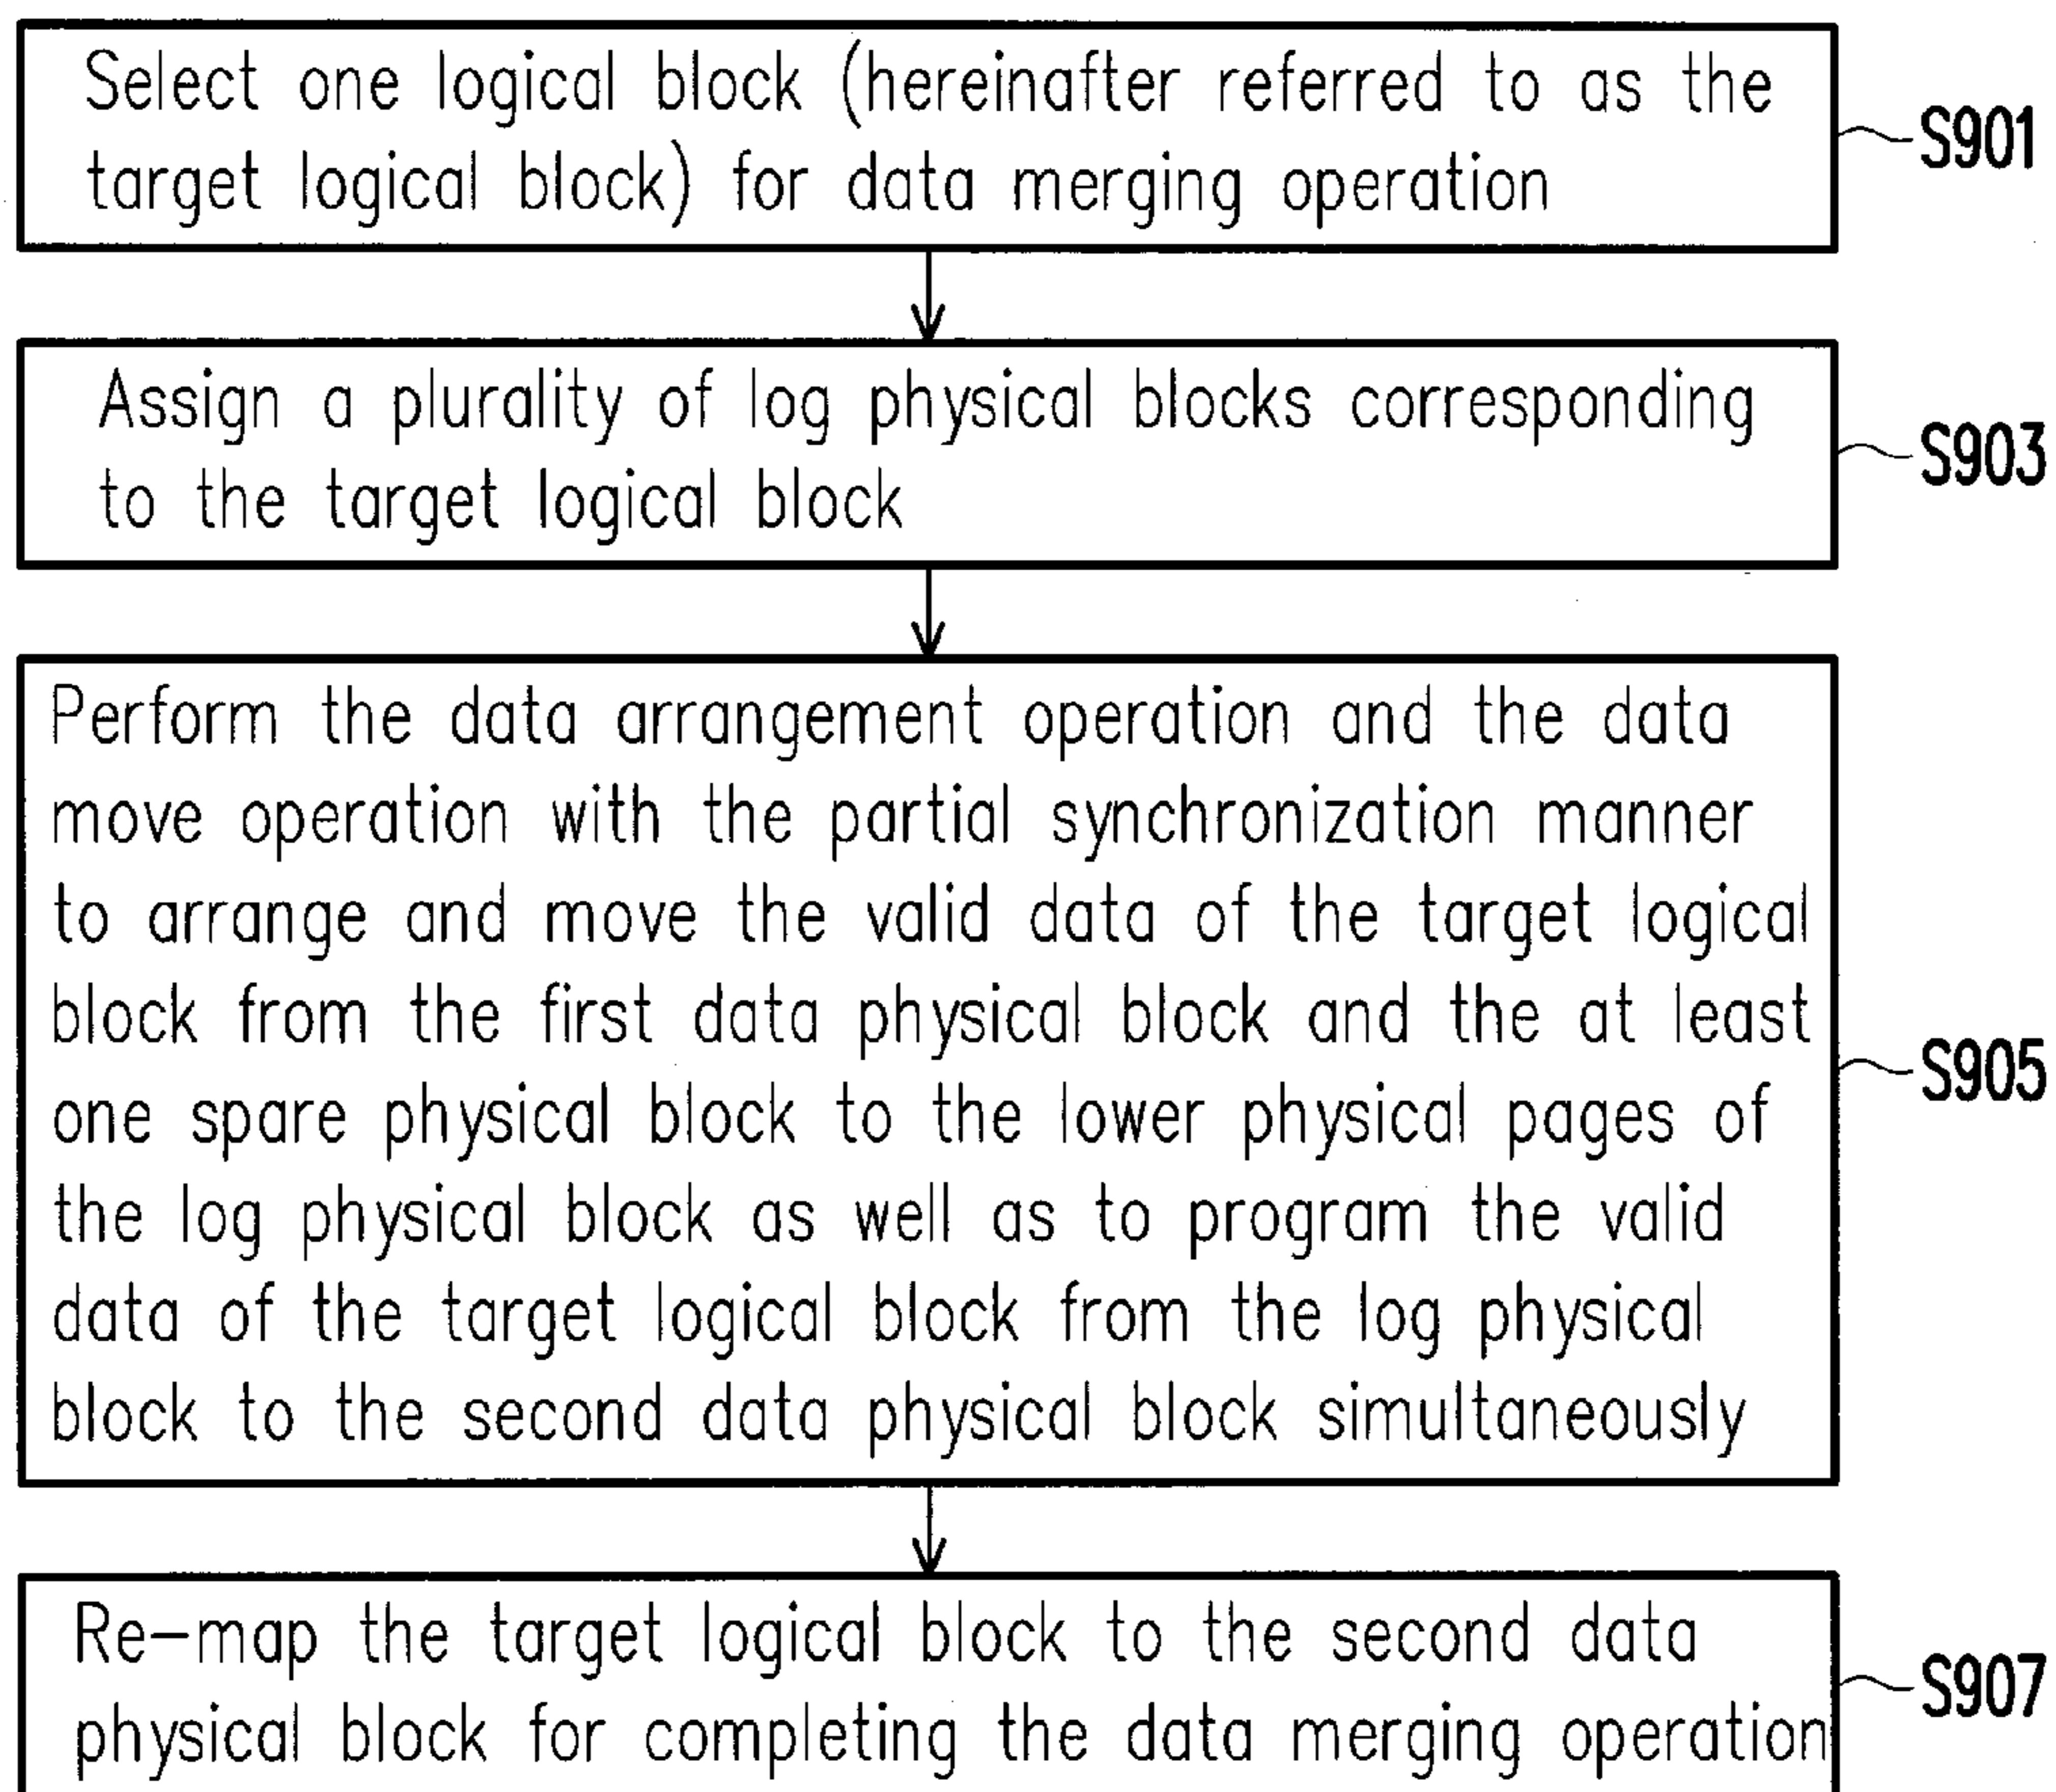 Select one logical block (hereinafter referred to as the
target logical block) for data merging operation
S901
Assign a plurality of log physical blocks corresponding
to the target logical block
S903
Perform the data arrangement operation and the data
move operation with the partial synchronization manner
to arrange and move the valid data of the target logical
block from the first data physical block and the at least
one spare physical block to the lower physical pages of
the log physical block as well as to program the valid
data of the target logical block from the log physical
block to the second data physical block simultaneously
S905
Re-map the target logical block to the second data
physical block for completing the data merging operation
S907